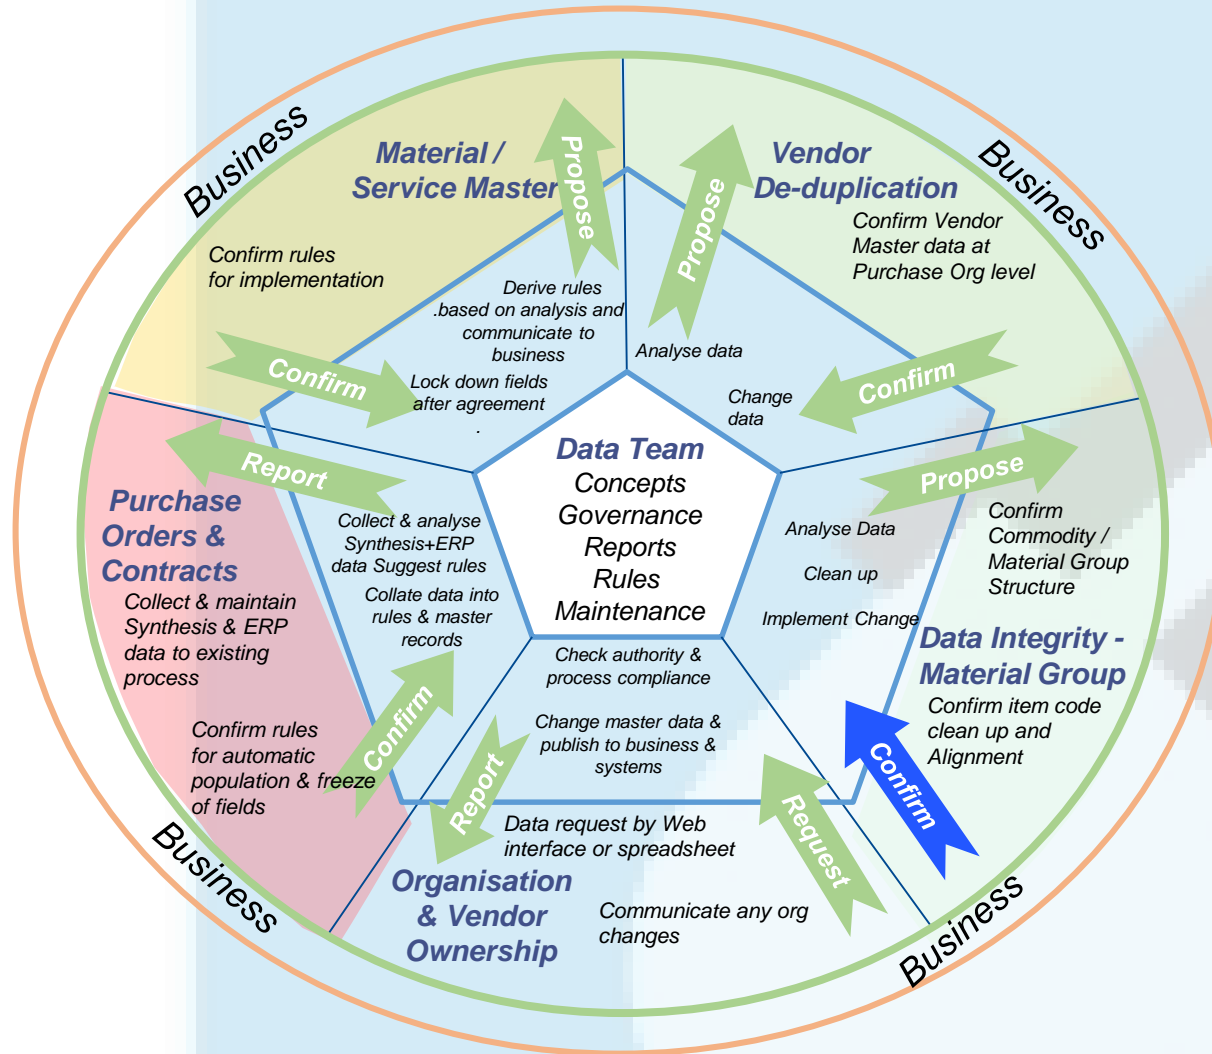 Business
Business
Material /
Service Master
Propose
Confirm rules
for implementation
Derive rules
.based on analysis and
communicate to
business
Lock down fields
after agreement
.
Confirm
Propose
Vendor
De-duplication
Confirm Vendor
Master data at
Purchase Org level
Analyse data
Change
data
Confirm
Data Team
Concepts
Governance
Reports
Rules
Maintenance
Report
Purchase
Orders &
Contracts
Collect & maintain
Synthesis & ERP
data to existing
process
Confirm rules
for automatic
population & freeze
of fields
Collect & analyse
Synthesis+ERP
data Suggest rules
Collate data into
rules & master
records
Confirm
Propose
Analyse Data
Clean up
Implement Change
Confirm
Commodity /
Material Group
Structure
Data Integrity -
Material Group
Confirm item code
clean up and
Alignment
Confirm
Check authority &
process compliance
Change master data &
publish to business &
systems
Report
Request
Data request by Web
interface or spreadsheet
Organisation
& Vendor
Ownership
Communicate any org
changes
Business
Business